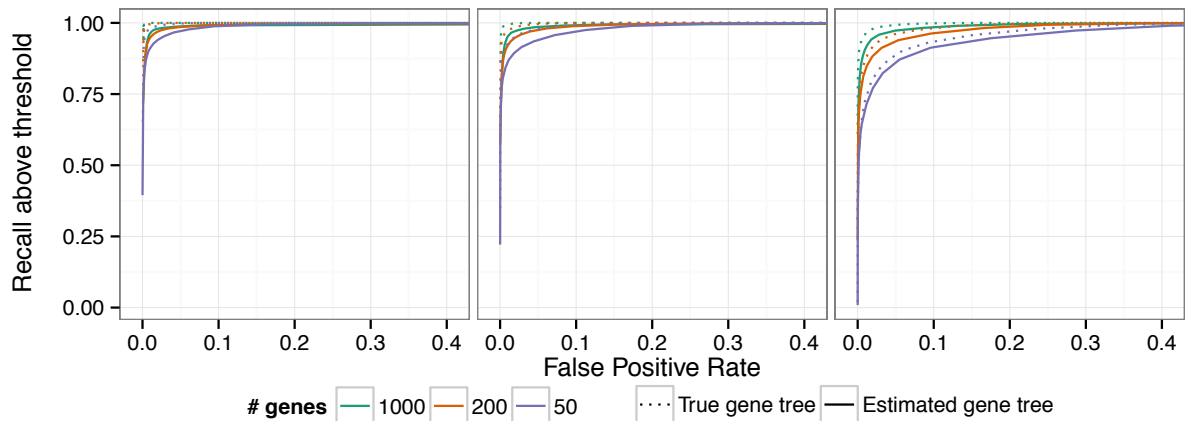 Recall above threshold
1.00
0.75
0.50
0.25
0.00
0.0 0.1 0.2 0.3 0.4 0.0 0.1 0.2 0.3 0.4 0.0 0.1 0.2 0.3 0.4
False Positive Rate
# genes 1000 200 50 True gene tree Estimated gene tree